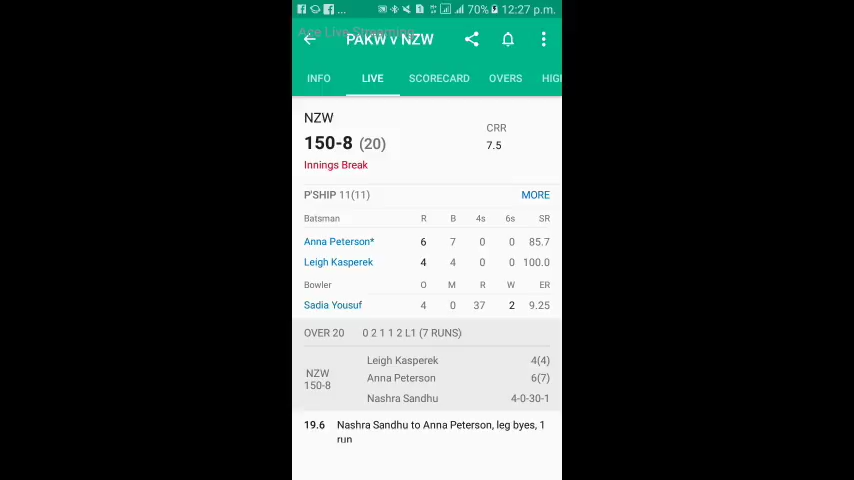 ... 70% 12:27 p.m.
Ace Live Streaming
PAKW v NZW
INFO LIVE SCORECARD OVERS HIG
NZW
150-8 (20)
Innings Break
CRR
7.5
P'SHIP 11(11) MORE
Batsman R B 4s 6s SR
Anna Peterson* 6 7 0 0 85.7
Leigh Kasperek 4 4 0 0 100.0
Bowler O M R W ER
Sadia Yousuf 4 0 37 2 9.25
OVER 20 0 2 1 1 2 L1 (7 RUNS)
NZW
150-8
Leigh Kasperek 4(4)
Anna Peterson 6(7)
Nashra Sandhu 4-0-30-1
19.6 Nashra Sandhu to Anna Peterson, leg byes, 1
run